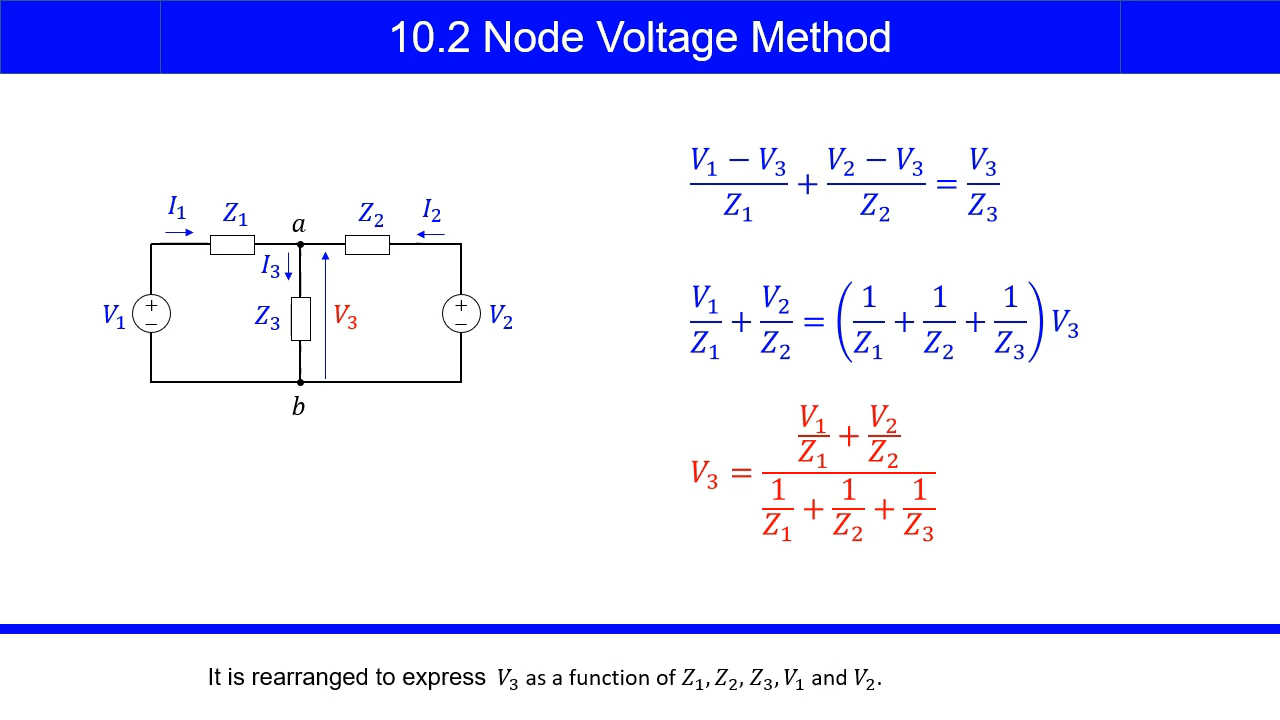 10.2 Node Voltage Method
I₁ Z₁ a Z₂ I₂
I₃
V₁ + − Z₃ V₃ + − V₂
b
(V₁ − V₃)/Z₁ + (V₂ − V₃)/Z₂ = V₃/Z₃
V₁/Z₁ + V₂/Z₂ = (1/Z₁ + 1/Z₂ + 1/Z₃) V₃
V₃ = (V₁/Z₁ + V₂/Z₂)/(1/Z₁ + 1/Z₂ + 1/Z₃)
It is rearranged to express V₃ as a function of Z₁, Z₂, Z₃, V₁ and V₂.